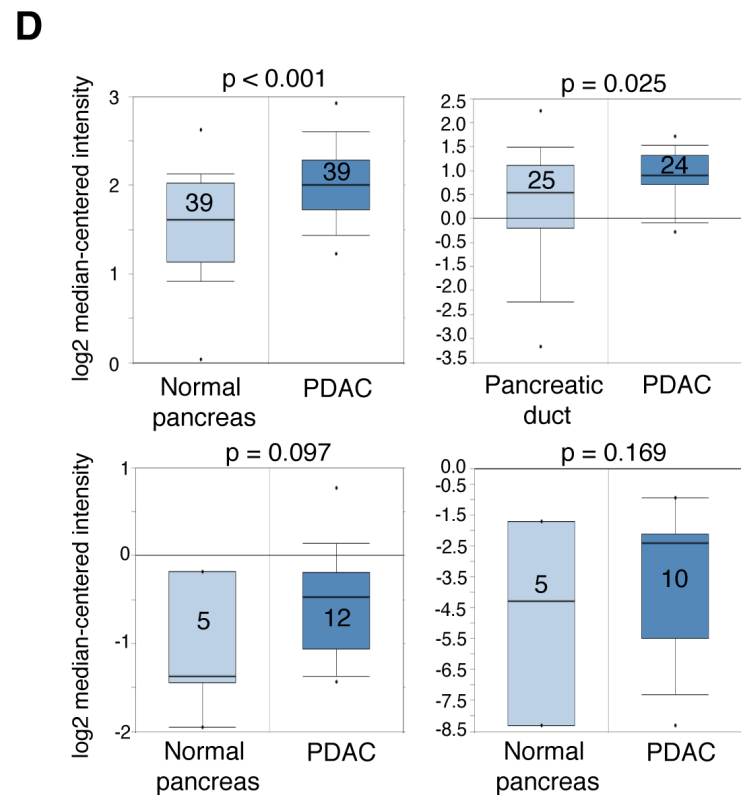 D
p < 0.001
log2 median-centered intensity
3
2
1
0
39
39
Normal
pancreas
PDAC
p = 0.025
2.5
2.0
1.5
1.0
0.5
0.0
-0.5
-1.5
-2.5
-2.0
-2.5
-3.0
-3.5
25
24
Pancreatic
duct
PDAC
p = 0.097
log2 median-centered intensity
1
0
-1
-2
5
12
Normal
pancreas
PDAC
p = 0.169
0.0
-0.5
-1.5
-2.5
-3.5
-4.5
-5.5
-6.5
-7.5
-8.5
5
10
Normal
pancreas
PDAC